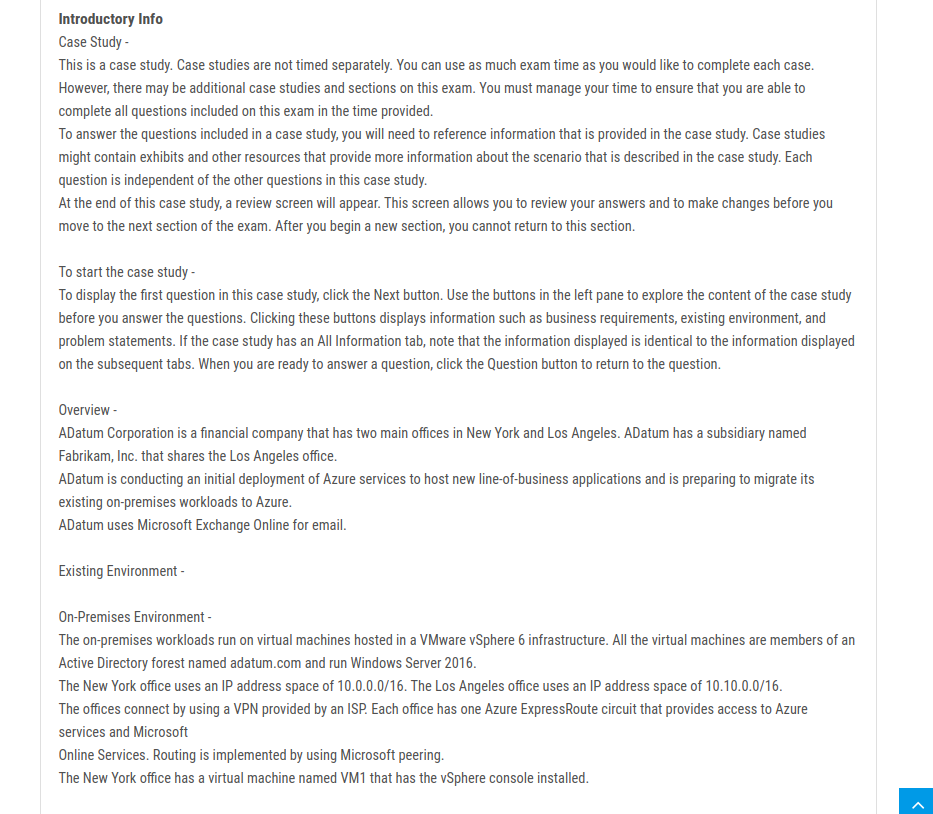 Introductory Info
Case Study -
This is a case study. Case studies are not timed separately. You can use as much exam time as you would like to complete each case.
However, there may be additional case studies and sections on this exam. You must manage your time to ensure that you are able to
complete all questions included on this exam in the time provided.
To answer the questions included in a case study, you will need to reference information that is provided in the case study. Case studies
might contain exhibits and other resources that provide more information about the scenario that is described in the case study. Each
question is independent of the other questions in this case study.
At the end of this case study, a review screen will appear. This screen allows you to review your answers and to make changes before you
move to the next section of the exam. After you begin a new section, you cannot return to this section.
To start the case study -
To display the first question in this case study, click the Next button. Use the buttons in the left pane to explore the content of the case study
before you answer the questions. Clicking these buttons displays information such as business requirements, existing environment, and
problem statements. If the case study has an All Information tab, note that the information displayed is identical to the information displayed
on the subsequent tabs. When you are ready to answer a question, click the Question button to return to the question.
Overview -
ADatum Corporation is a financial company that has two main offices in New York and Los Angeles. ADatum has a subsidiary named
Fabrikam, Inc. that shares the Los Angeles office.
ADatum is conducting an initial deployment of Azure services to host new line-of-business applications and is preparing to migrate its
existing on-premises workloads to Azure.
ADatum uses Microsoft Exchange Online for email.
Existing Environment -
On-Premises Environment -
The on-premises workloads run on virtual machines hosted in a VMware vSphere 6 infrastructure. All the virtual machines are members of an
Active Directory forest named adatum.com and run Windows Server 2016.
The New York office uses an IP address space of 10.0.0.0/16. The Los Angeles office uses an IP address space of 10.10.0.0/16.
The offices connect by using a VPN provided by an ISP. Each office has one Azure ExpressRoute circuit that provides access to Azure
services and Microsoft
Online Services. Routing is implemented by using Microsoft peering.
The New York office has a virtual machine named VM1 that has the vSphere console installed.